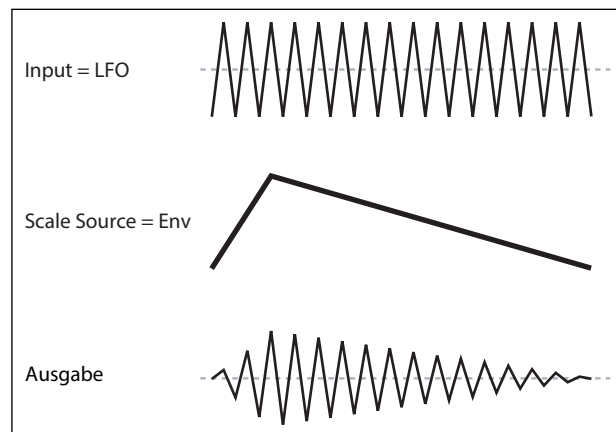 Input = LFO
Scale Source = Env
Ausgabe